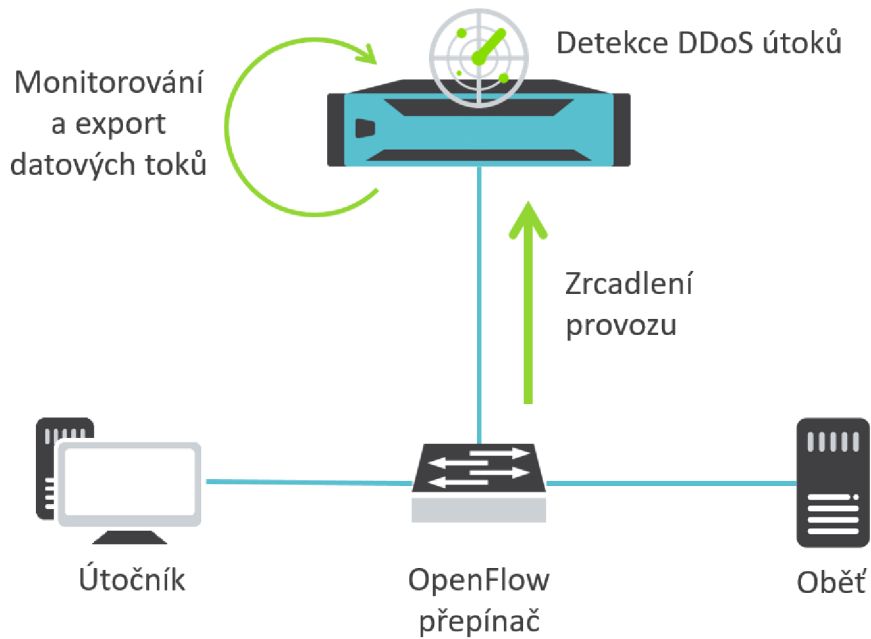 Detekce DDoS útoků
Monitorování
a export
datových toků
Zrcadlení
provozu
Útočník
OpenFlow
přepínač
Oběť